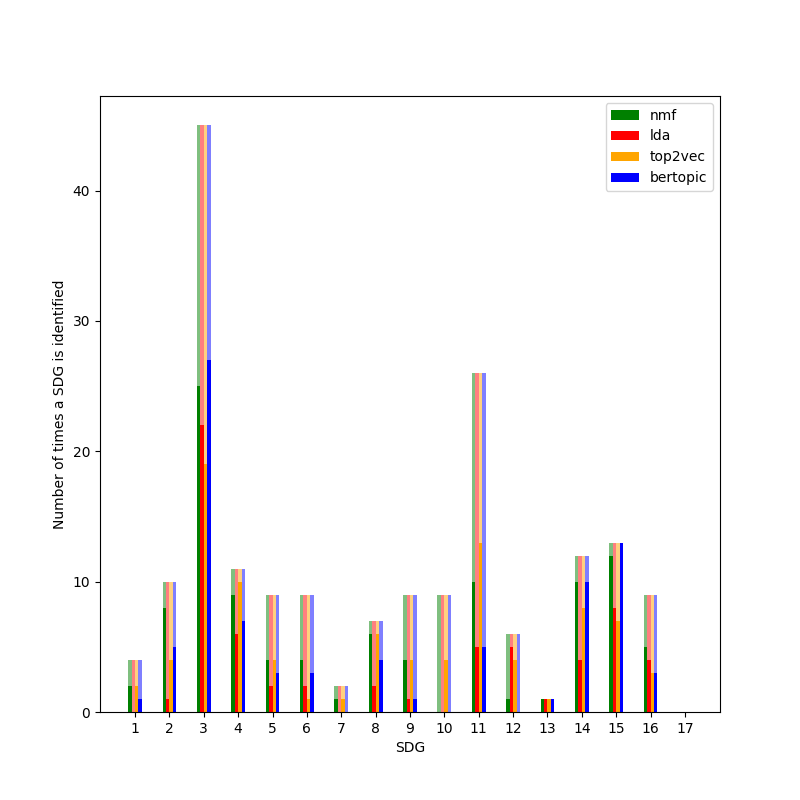 nmf
lda
top2vec
bertopic
Number of times a SDG is identified
40
30
20
10
0
1 2 3 4 5 6 7 8 9 10 11 12 13 14 15 16 17
SDG